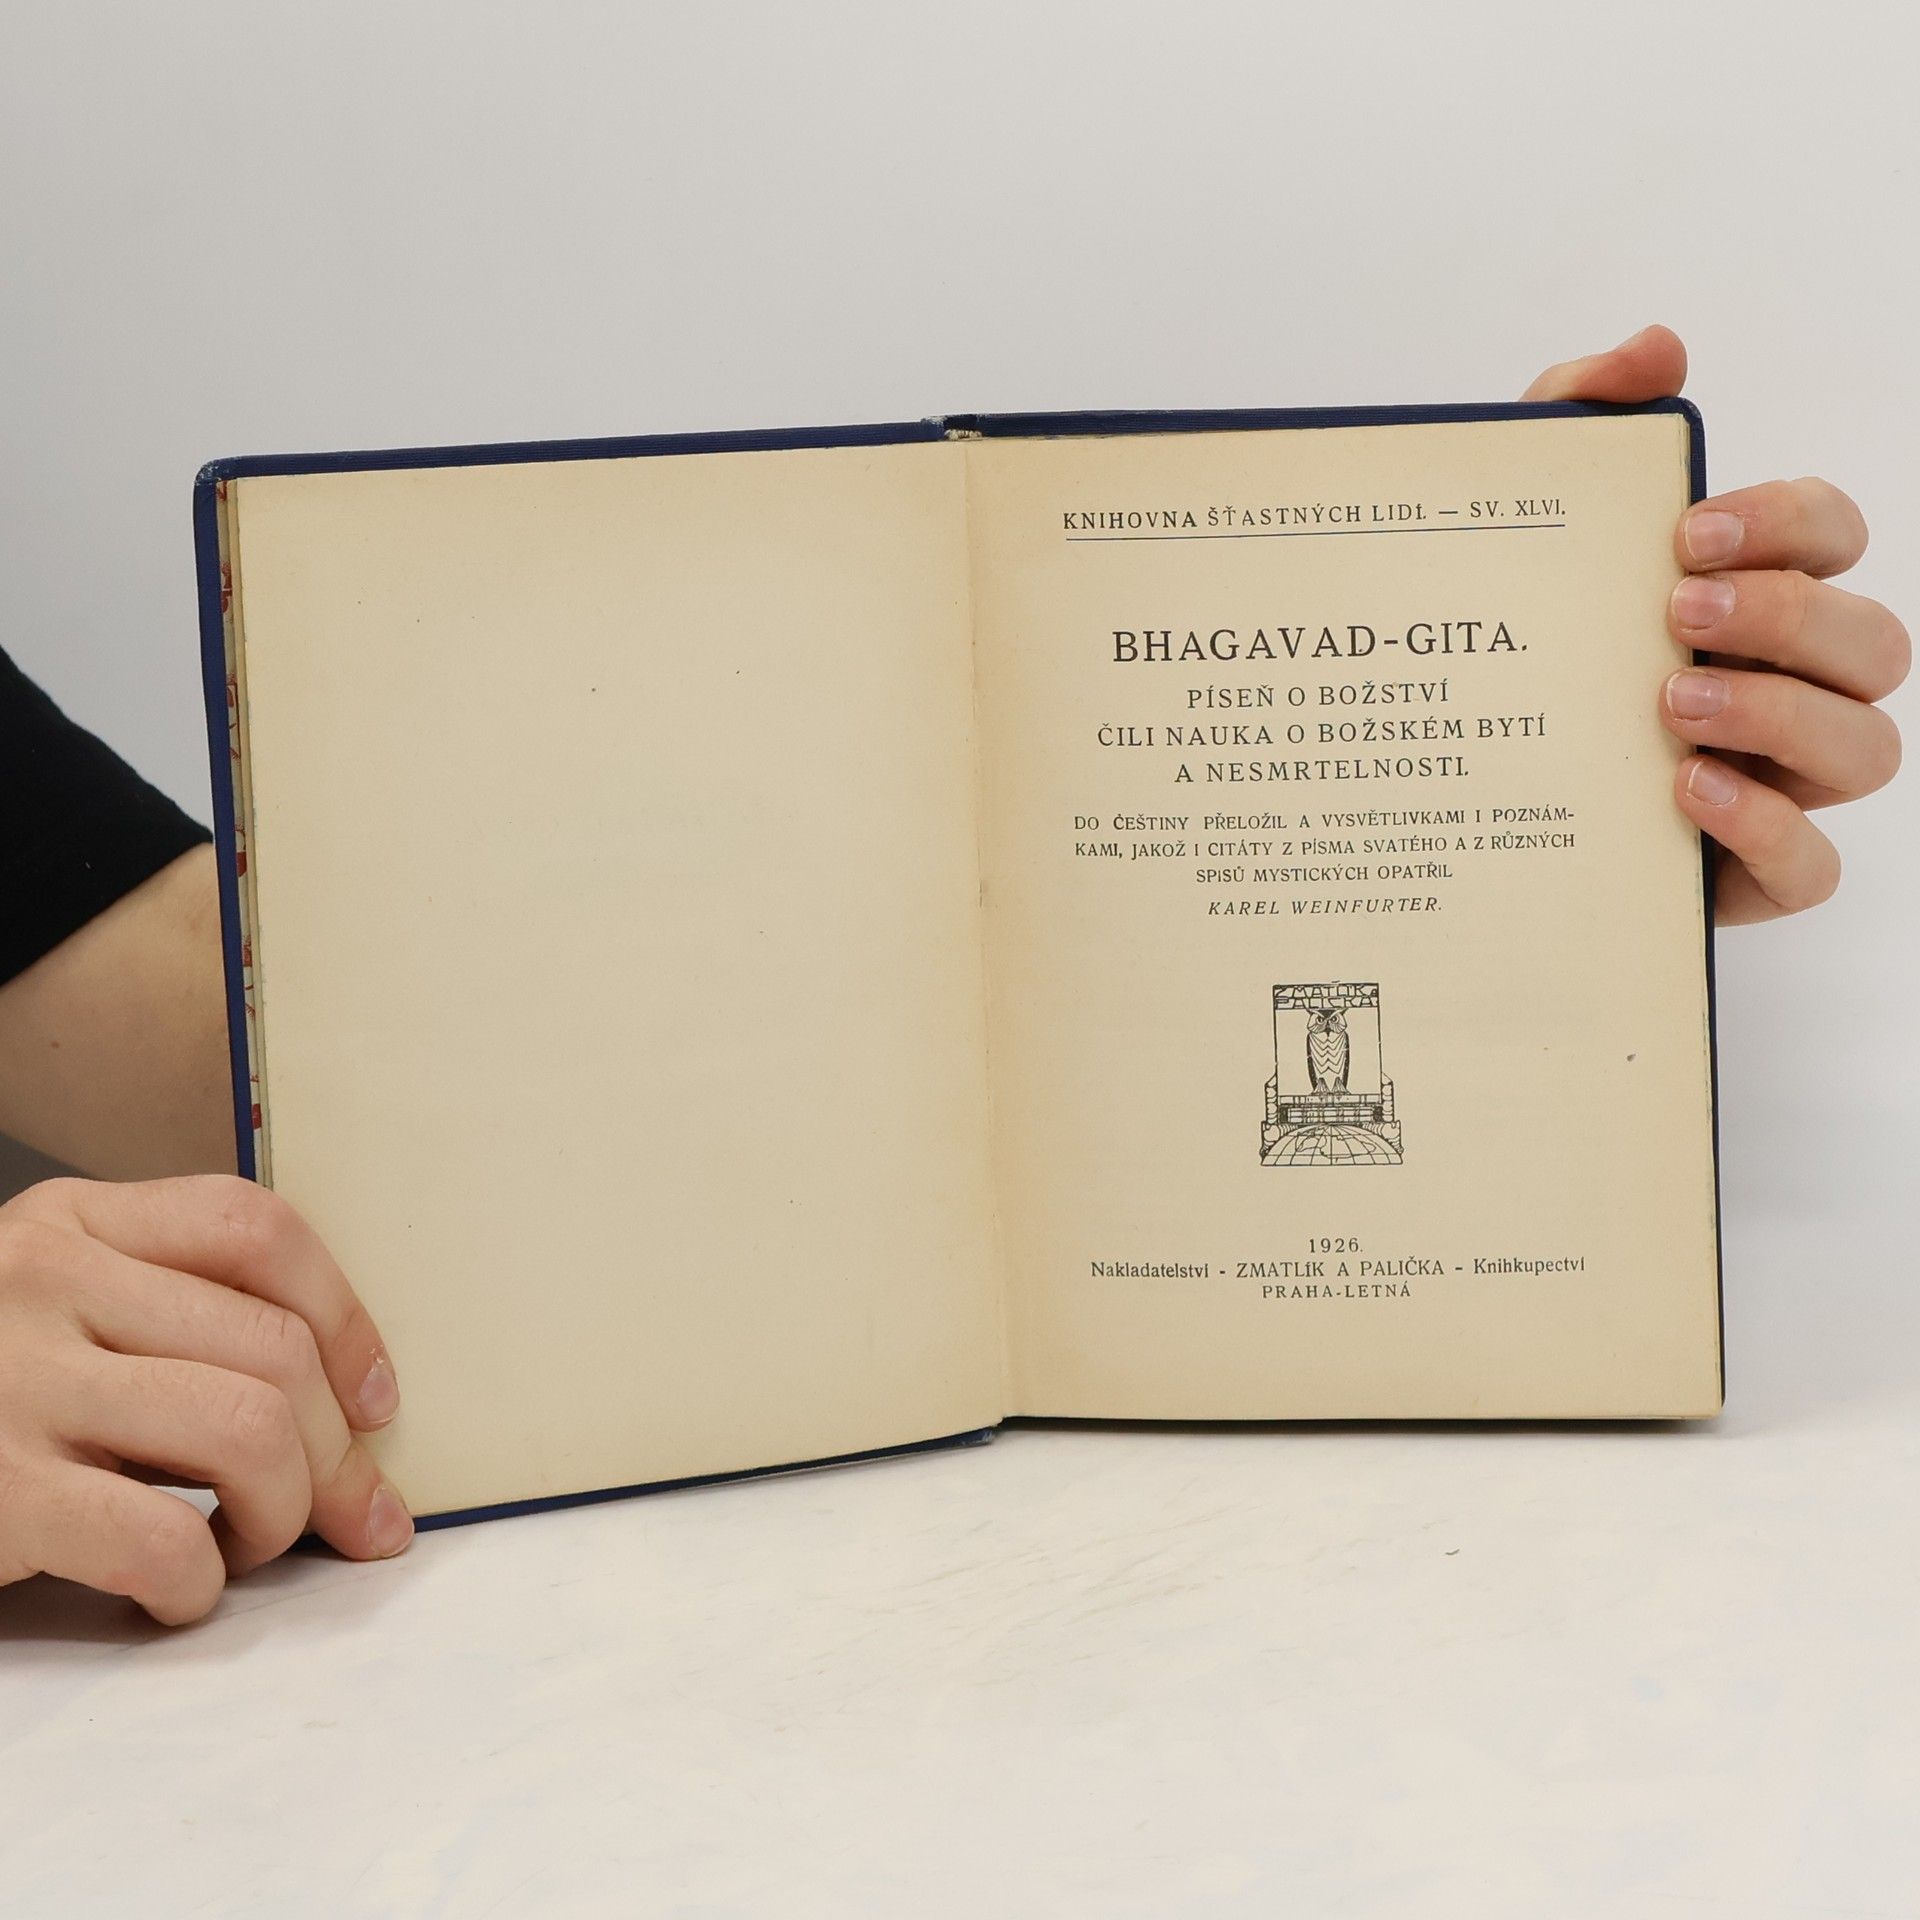 KNIHOVNA ŠŤASTNÝCH LIDÍ. — SV. XLVI.
BHAGAVAD-GITA.
PÍSEŇ O BOŽSTVÍ
ČILI NAUKA O BOŽSKÉM BYTÍ
A NESMRTELNOSTI.
DO ČEŠTINY PŘELOŽIL A VYSVĚTLIVKAMI I POZNÁM-
KAMI, JAKOŽ I CITÁTY Z PÍSMA SVATÉHO A Z RŮZNÝCH
SPISŮ MYSTICKÝCH OPATŘIL
KAREL WEINFURTER.
ZMATLÍK A
PALIČKA
1926.
Nakladatelství - ZMATLÍK A PALIČKA - Knihkupectví
PRAHA-LETNÁ